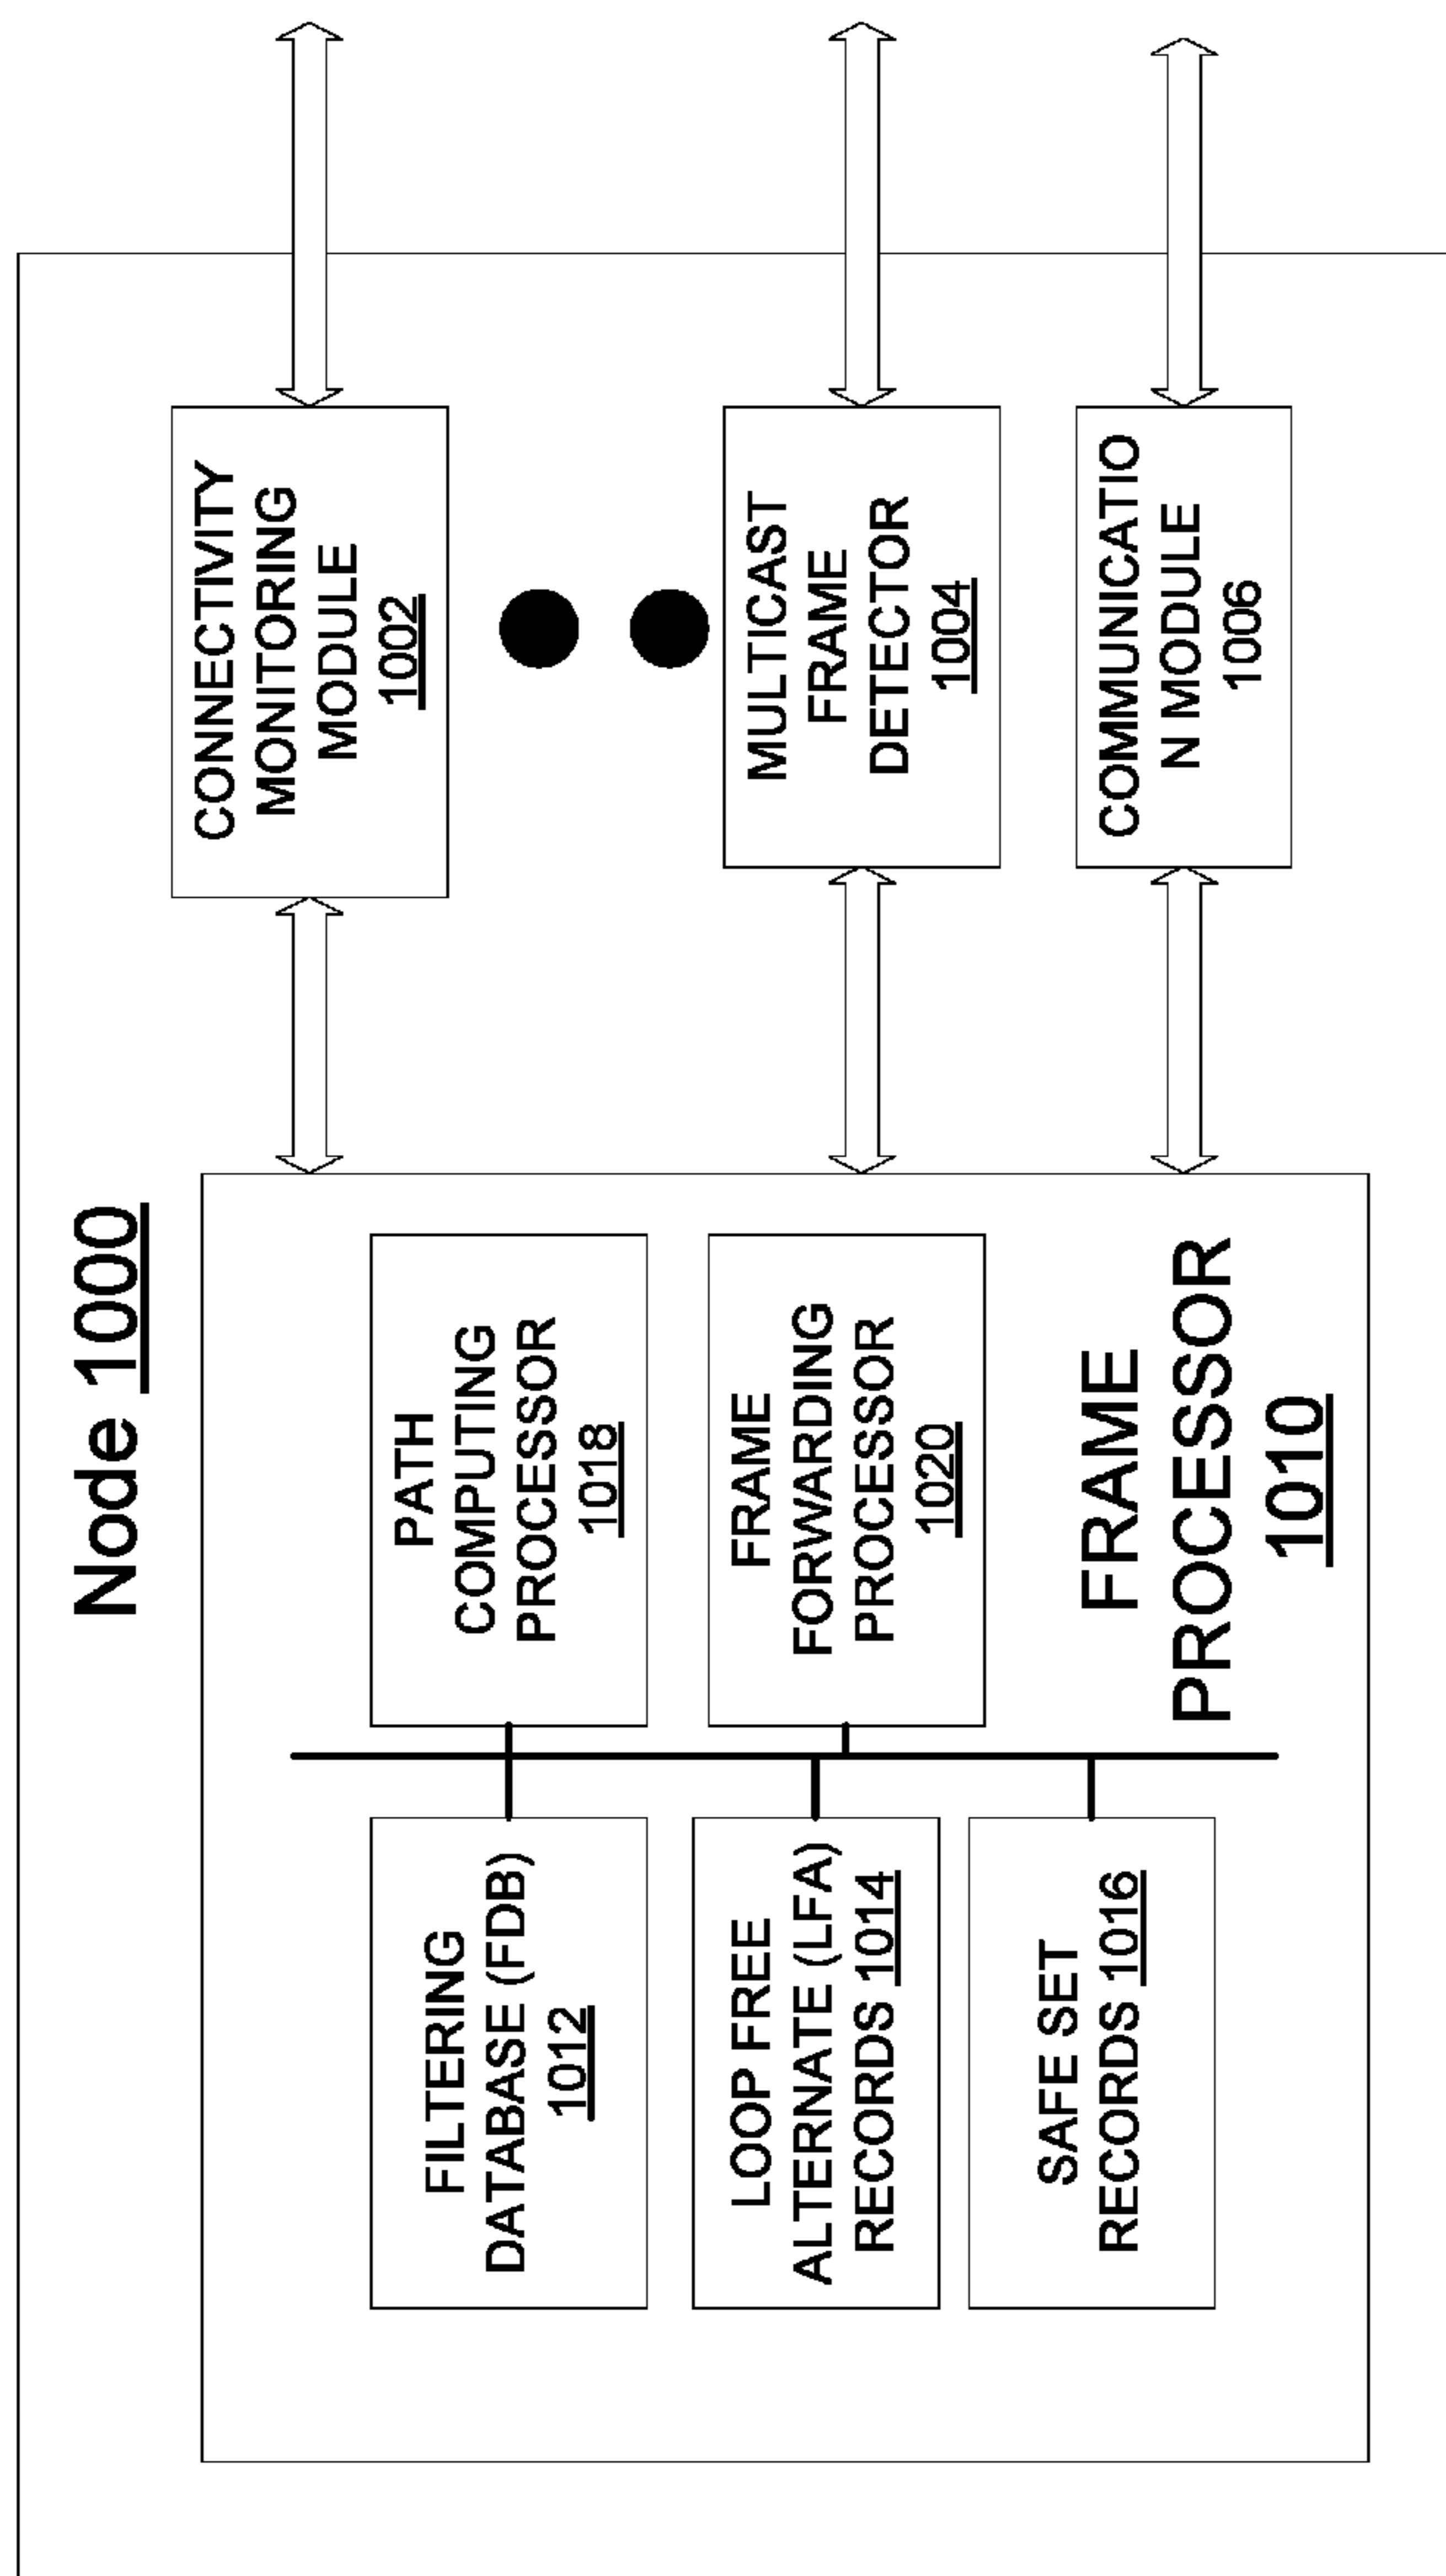 Node 1000
FILTERING
DATABASE (FDB)
1012
LOOP FREE
ALTERNATE (LFA)
RECORDS 1014
SAFE SET
RECORDS 1016
PATH
COMPUTING
PROCESSOR
1018
FRAME
FORWARDING
PROCESSOR
1020
FRAME
PROCESSOR
1010
CONNECTIVITY
MONITORING
MODULE
1002
MULTICAST
FRAME
DETECTOR
1004
COMMUNICATIO
N MODULE
1006